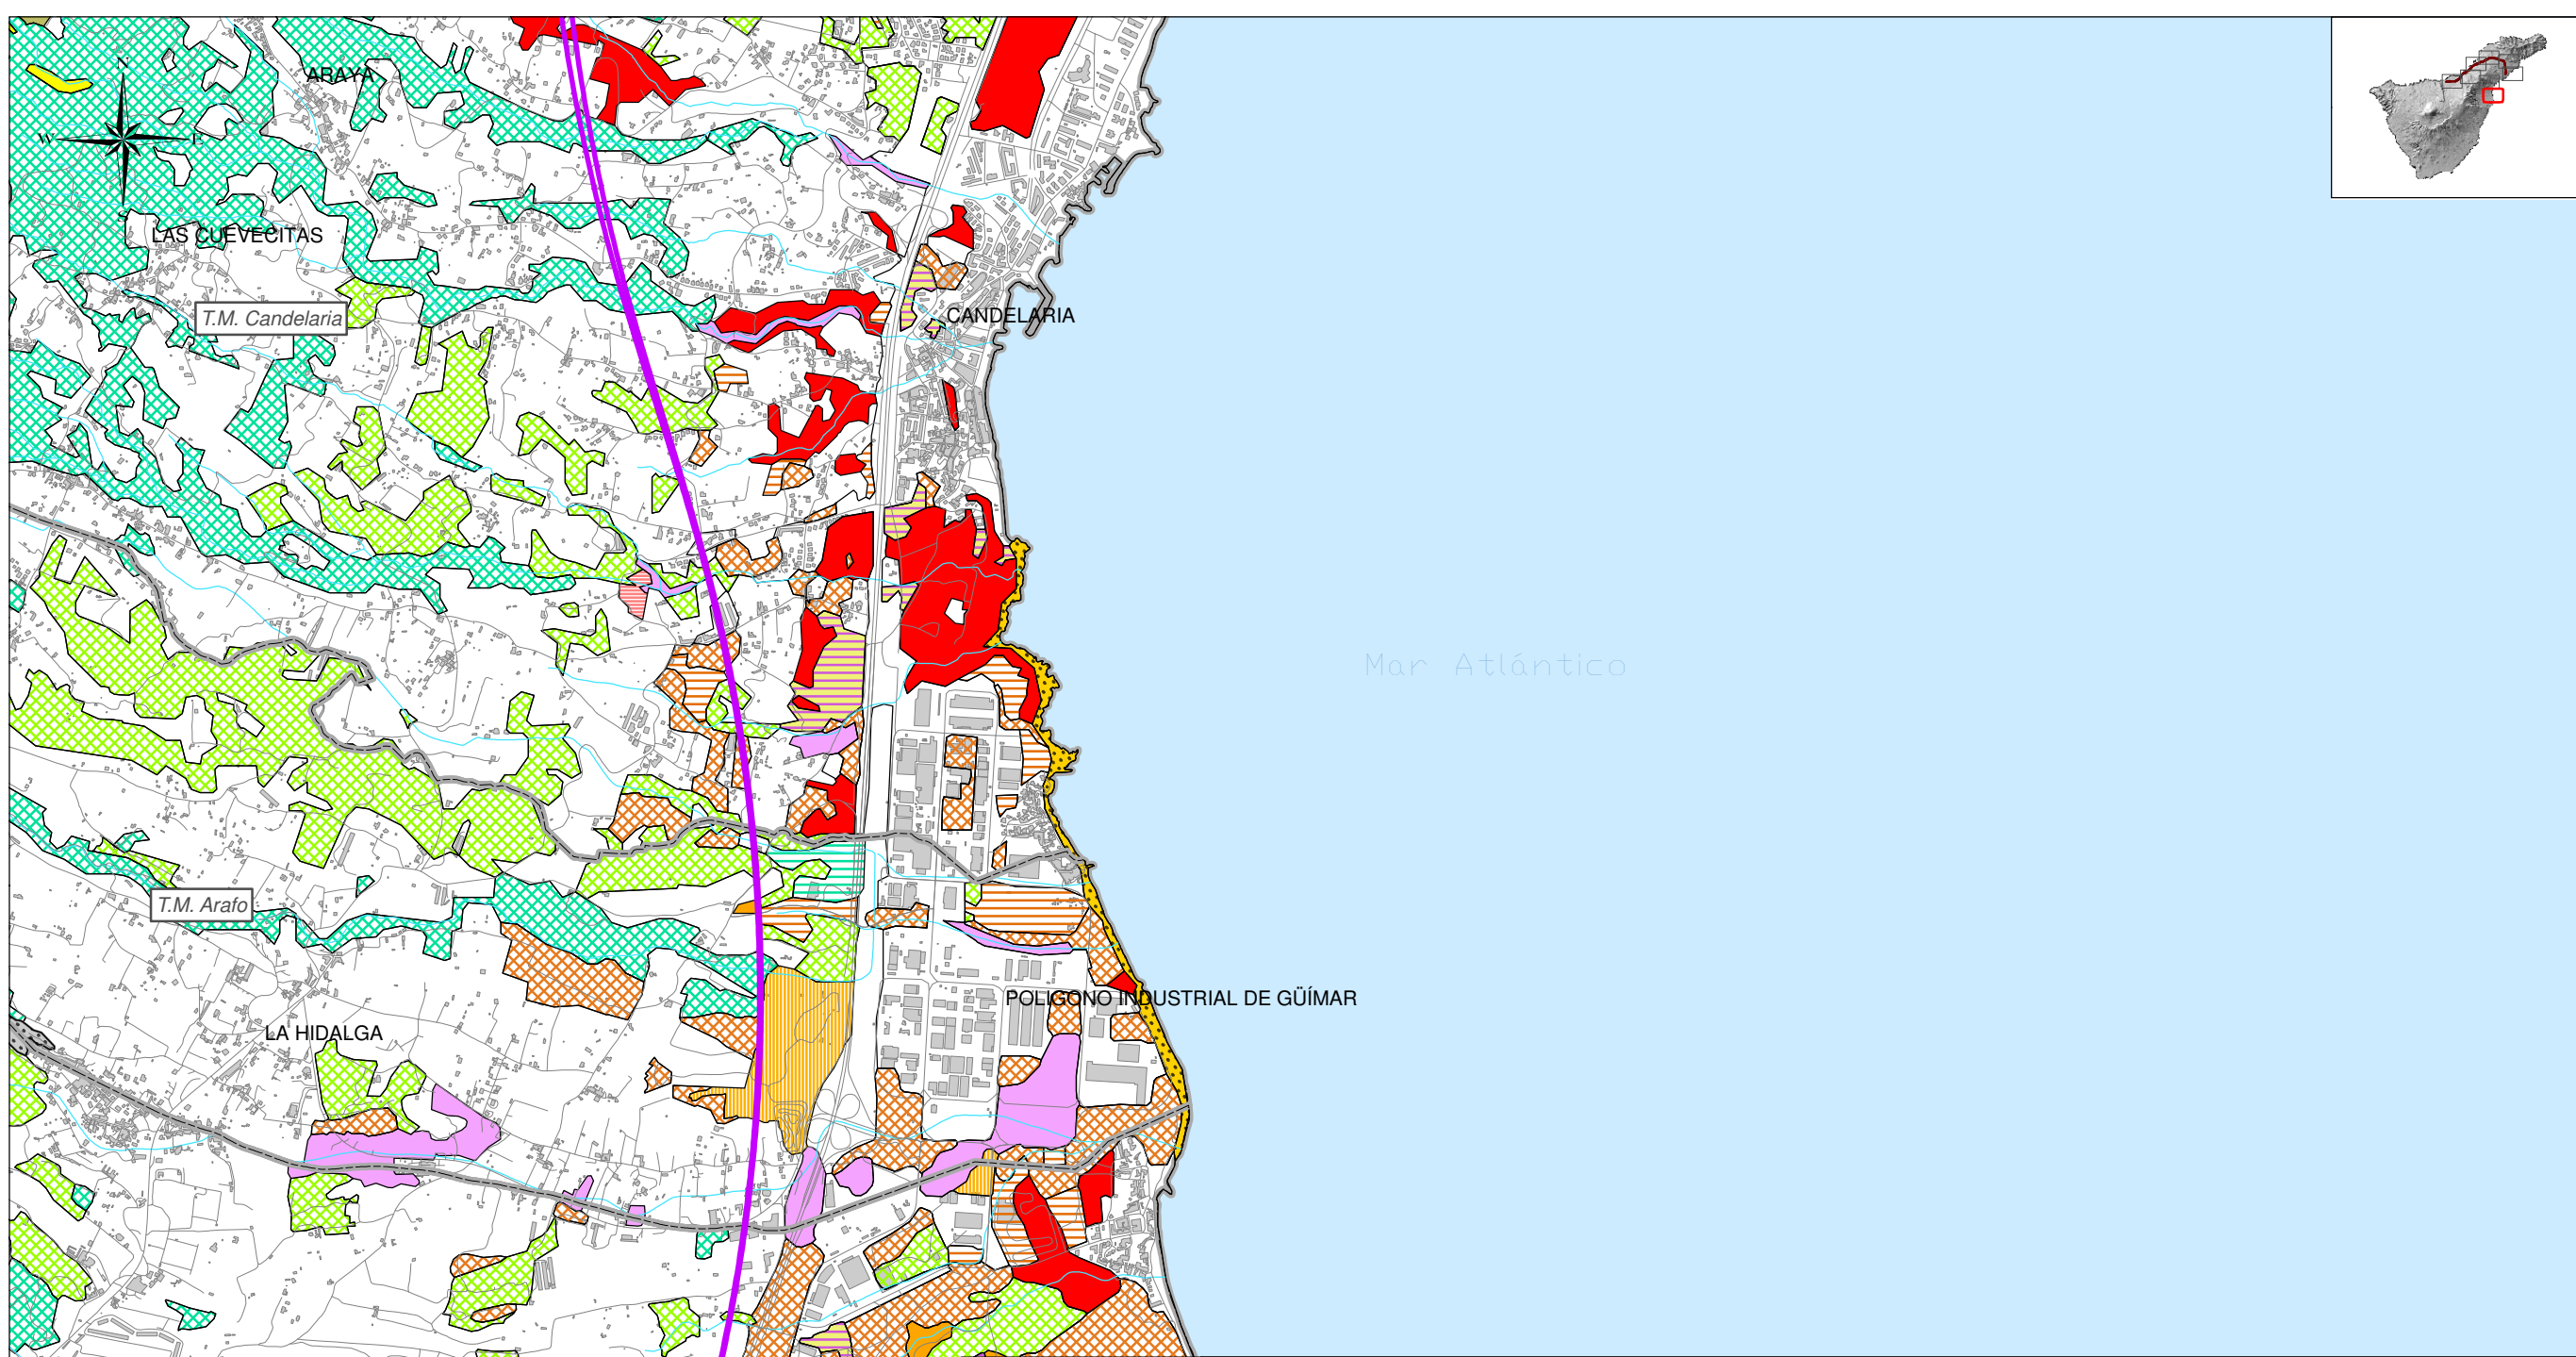 N
ARAYA
W
E
LAS CUEVECITAS
T.M. Candelaria
CANDELARIA
Mar Atlántico
T.M. Arafo
POLIGONO INDUSTRIAL DE GÜÍMAR
LA HIDALGA